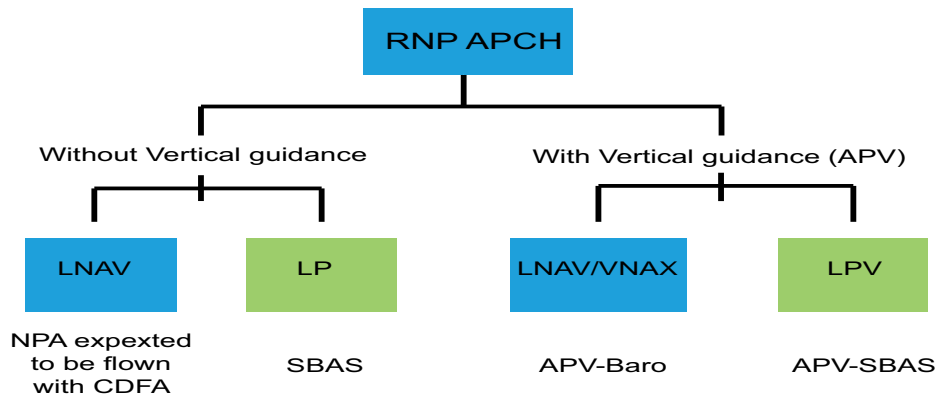 RNP APCH
Without Vertical guidance
With Vertical guidance (APV)
LNAV
LP
LNAV/VNAX
LPV
NPA expexted
to be flown
with CDFA
SBAS
APV-Baro
APV-SBAS